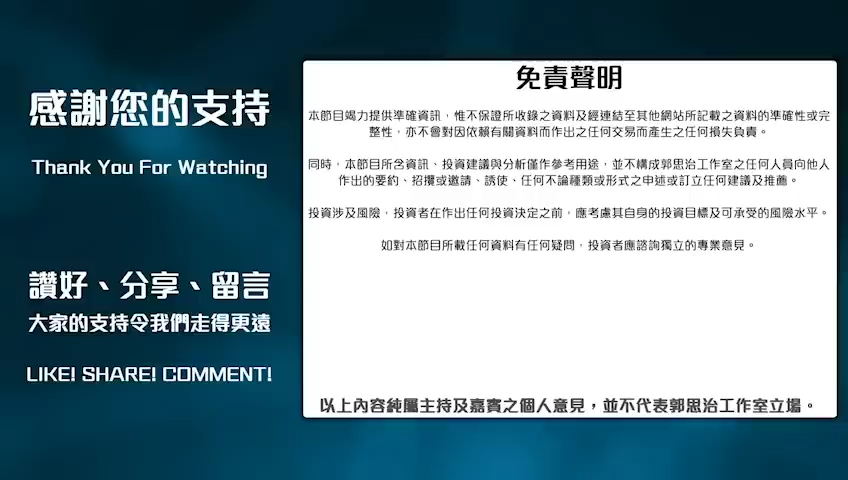 感謝您的支持
Thank You For Watching
讚好、分享、留言
大家的支持令我們走得更遠
LIKE! SHARE! COMMENT!
免責聲明
本節目竭力提供準確資訊，惟不保證所收錄之資料及經連結至其他網站所記載之資料的準確性或完
整性，亦不會對因依賴有關資料而作出之任何交易而產生之任何損失負責。
同時，本節目所含資訊、投資建議與分析僅作參考用途，並不構成郭思治工作室之任何人員向他人
作出的要約、招攬或邀請、誘使、任何不論種類或形式之申述或訂立任何建議及推薦。
投資涉及風險，投資者在作出任何投資決定之前，應考慮其自身的投資目標及可承受的風險水平。
如對本節目所載任何資料有任何疑問，投資者應諮詢獨立的專業意見。
以上內容純屬主持及嘉賓之個人意見，並不代表郭思治工作室立場。